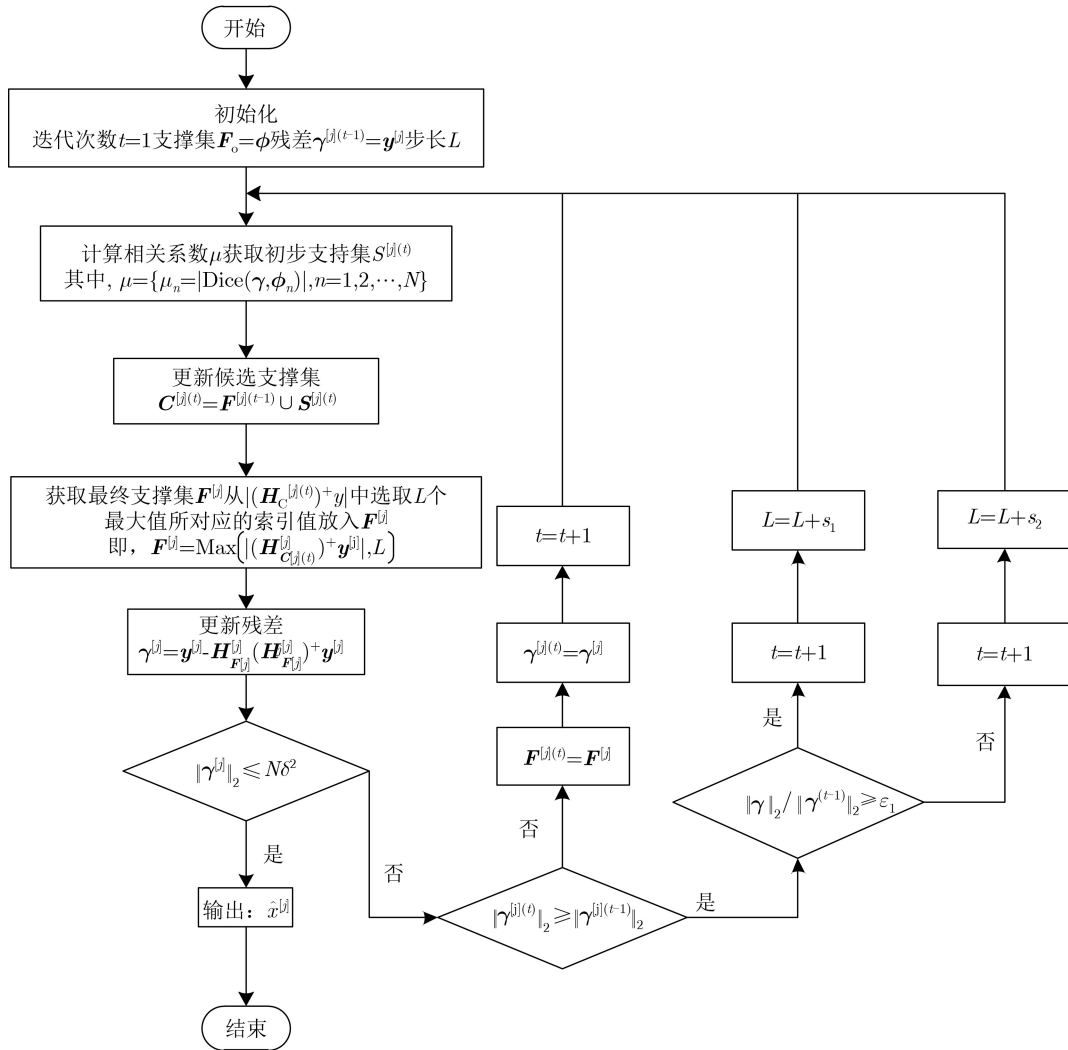 开始
初始化
迭代次数t=1支撑集F₀=ϕ残差γ^{[j](t-1)}=y^{[j]}步长L
计算相关系数μ获取初步支持集S^{[j](t)}
其中, μ={μ_n=|Dice(γ,ϕ_n)|,n=1,2,⋯,N}
更新候选支撑集
C^{[j](t)}=F^{[j](t-1)}∪S^{[j](t)}
获取最终支撑集F^{[j]}从|(H_C^{[j](t)})^+y|中选取L个
最大值所对应的索引值放入F^{[j]}
即，F^{[j]}=Max(|(H^{[j]}_{C^{[j](t)}})^+y^{[j]}|,L)
更新残差
γ^{[j]}=y^{[j]}-H^{[j]}_{F^{[j]}}(H^{[j]}_{F^{[j]}})^+y^{[j]}
‖γ^{[j]}‖₂≤Nδ²
是
否
输出：x̂^{[j]}
结束
t=t+1
γ^{[j](t)}=γ^{[j]}
F^{[j](t)}=F^{[j]}
否
‖γ^{[j](t)}‖₂≥‖γ^{[j](t-1)}‖₂
是
L=L+s₁
t=t+1
是
‖γ‖₂/‖γ^{(t-1)}‖₂≥ε₁
L=L+s₂
t=t+1
否